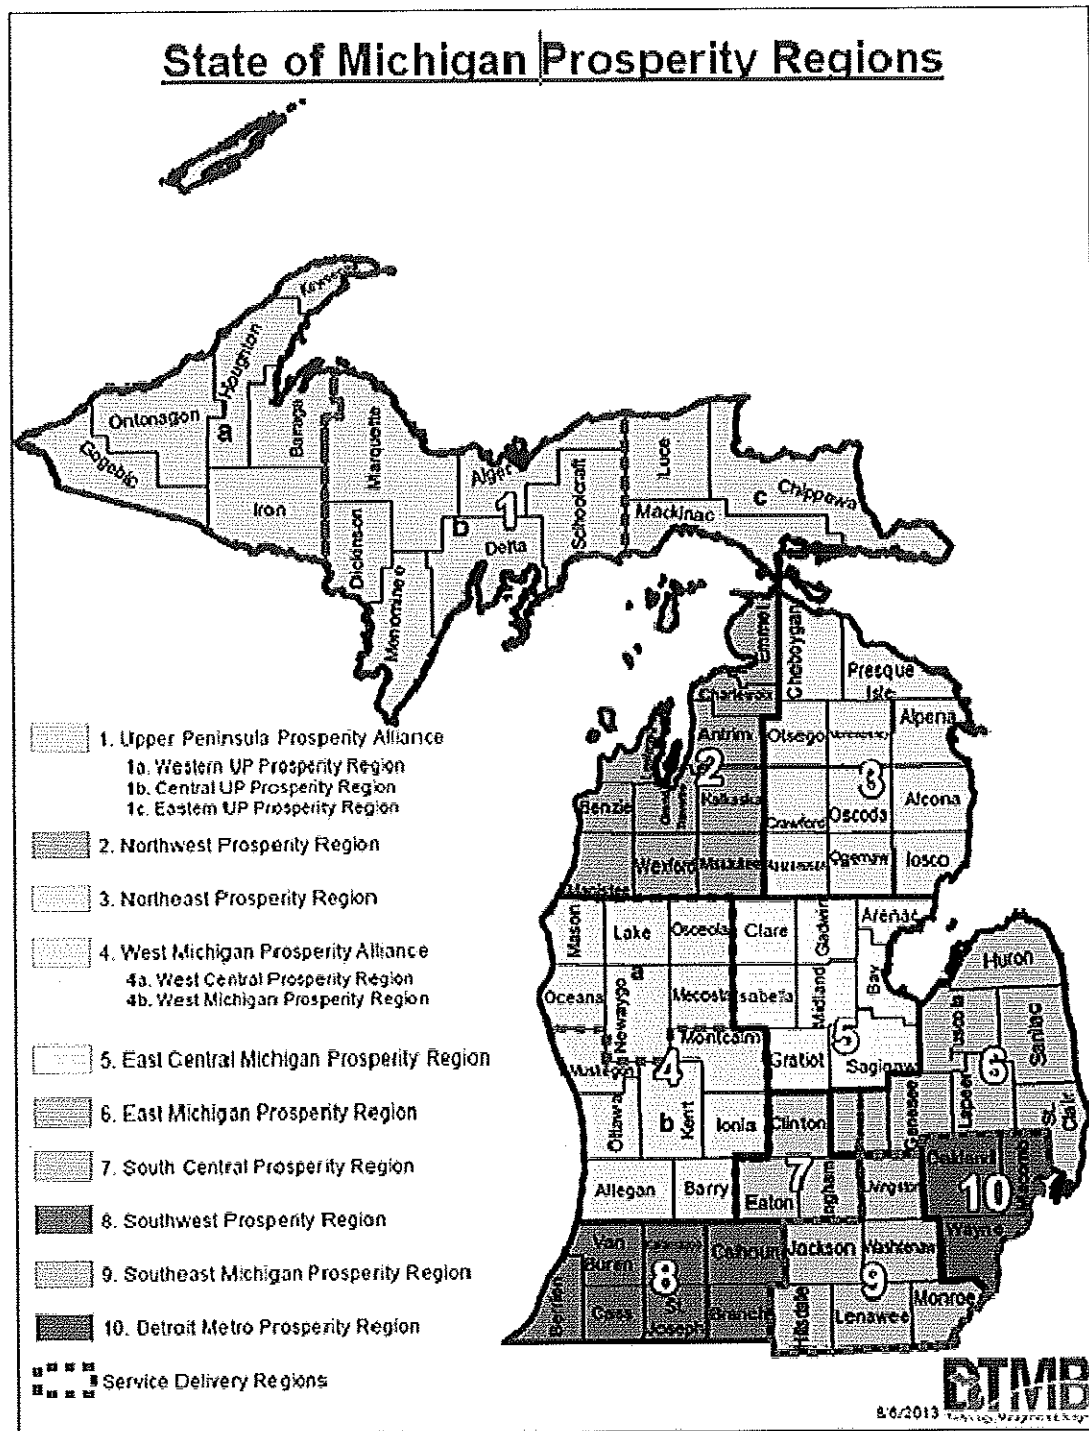 State of Michigan Prosperity Regions
Keweenaw
Houghton
Ontonagon
a
Baraga
Gogebic
Marquette
Iron
Alger
1
Luce
Schoolcraft
c
Chippewa
Mackinac
b
Delta
Dickinson
Menominee
Emmet
Cheboygan
Presque
Isle
Charlevoix
Antrim
Otsego
Alpena
2
3
Benzie
Kalkaska
Crawford
Oscoda
Alcona
Wexford
Missaukee
Ogemaw
Iosco
Manistee
Mason
Lake
Osceola
Clare
Gladwin
Arenac
Huron
a
Bay
Oceana
Newaygo
Mecosta
Isabella
Midland
Tuscola
Sanilac
Montcalm
5
6
Muskegon
4
Gratiot
Saginaw
Genesee
Lapeer
St.
Clair
Ottawa
b
Kent
Ionia
Clinton
Oakland
Macomb
7
10
Allegan
Barry
Eaton
Ingham
Livingston
Wayne
Van
Buren
Calhoun
Jackson
Washtenaw
8
9
Berrien
Cass
St.
Joseph
Branch
Hillsdale
Lenawee
Monroe
1. Upper Peninsula Prosperity Alliance
1a. Western UP Prosperity Region
1b. Central UP Prosperity Region
1c. Eastern UP Prosperity Region
2. Northwest Prosperity Region
3. Northeast Prosperity Region
4. West Michigan Prosperity Alliance
4a. West Central Prosperity Region
4b. West Michigan Prosperity Region
5. East Central Michigan Prosperity Region
6. East Michigan Prosperity Region
7. South Central Prosperity Region
8. Southwest Prosperity Region
9. Southeast Michigan Prosperity Region
10. Detroit Metro Prosperity Region
Service Delivery Regions
8/6/2013
DTMB